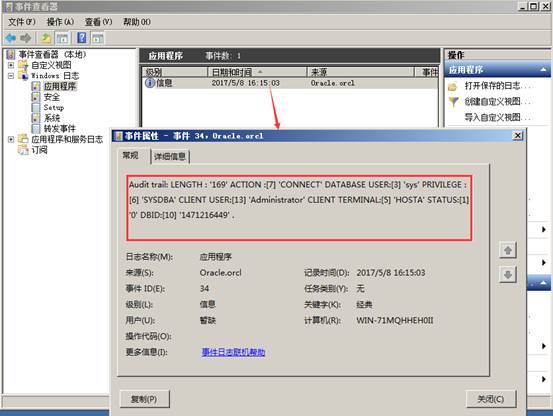 事件查看器
文件(F) 操作(A) 查看(V) 帮助(H)
事件查看器 (本地)
自定义视图
Windows 日志
应用程序
安全
Setup
系统
转发事件
应用程序和服务日志
订阅
应用程序 事件数: 1
级别 日期和时间 来源 事件
信息 2017/5/8 16:15:03 Oracle.orcl
操作
应用程序
打开保存的日志...
创建自定义视图...
导入自定义视图...
事件属性 - 事件 34，Oracle.orcl
常规 详细信息
Audit trail: LENGTH : '169' ACTION :[7] 'CONNECT' DATABASE USER:[3] 'sys' PRIVILEGE :
[6] 'SYSDBA' CLIENT USER:[13] 'Administrator' CLIENT TERMINAL:[5] 'HOSTA' STATUS:[1]
'0' DBID:[10] '1471216449' .
日志名称(M): 应用程序
来源(S): Oracle.orcl 记录时间(D): 2017/5/8 16:15:03
事件 ID(E): 34 任务类别(Y): 无
级别(L): 信息 关键字(K): 经典
用户(U): 暂缺 计算机(R): WIN-71MQHHEH0II
操作代码(O):
更多信息(I): 事件日志联机帮助
复制(P) 关闭(C)